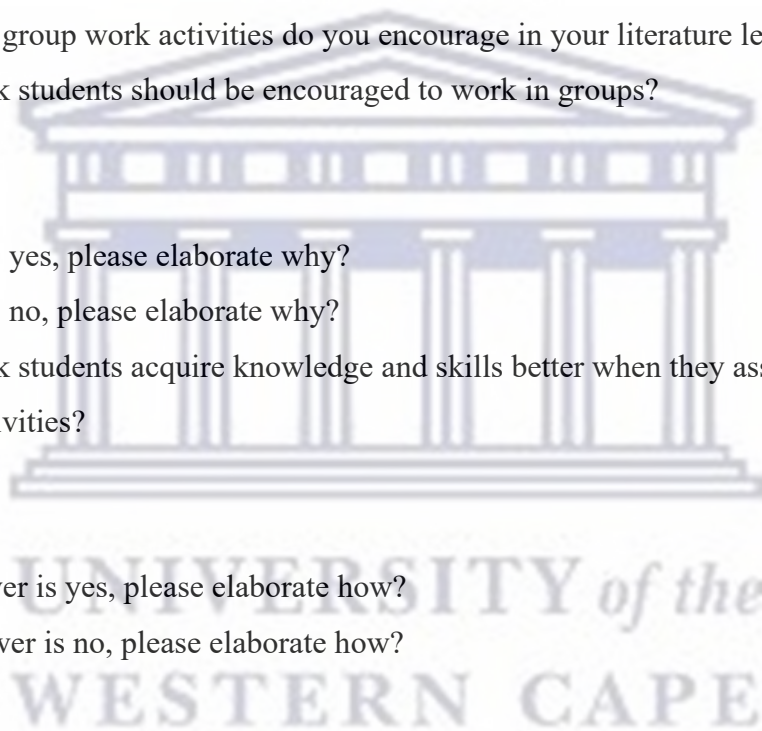 group work activities do you encourage in your literature le
k students should be encouraged to work in groups?
yes, please elaborate why?
no, please elaborate why?
k students acquire knowledge and skills better when they ass
vities?
er is yes, please elaborate how?
ver is no, please elaborate how?
UNIVERSITY of the
WESTERN CAPE